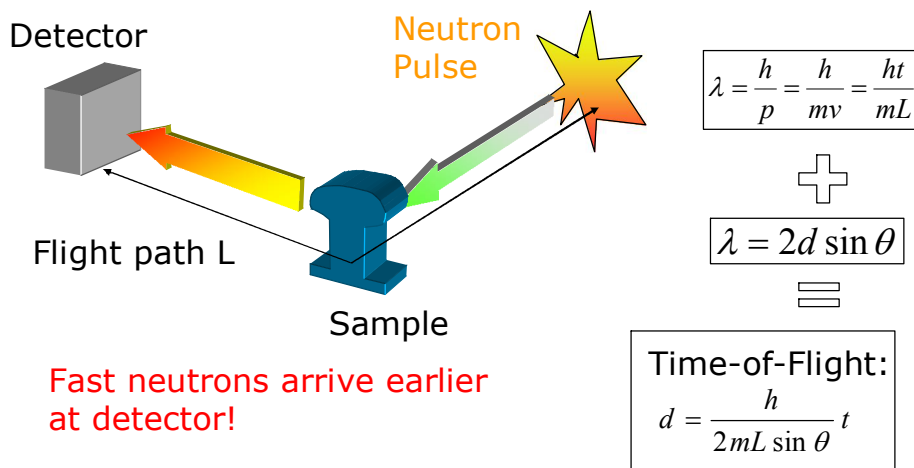 Detector
Neutron
Pulse
λ = h/p = h/mv = ht/mL
Flight path L
λ = 2d sin θ
Sample
Time-of-Flight:
d = h/(2mL sin θ) t
Fast neutrons arrive earlier
at detector!